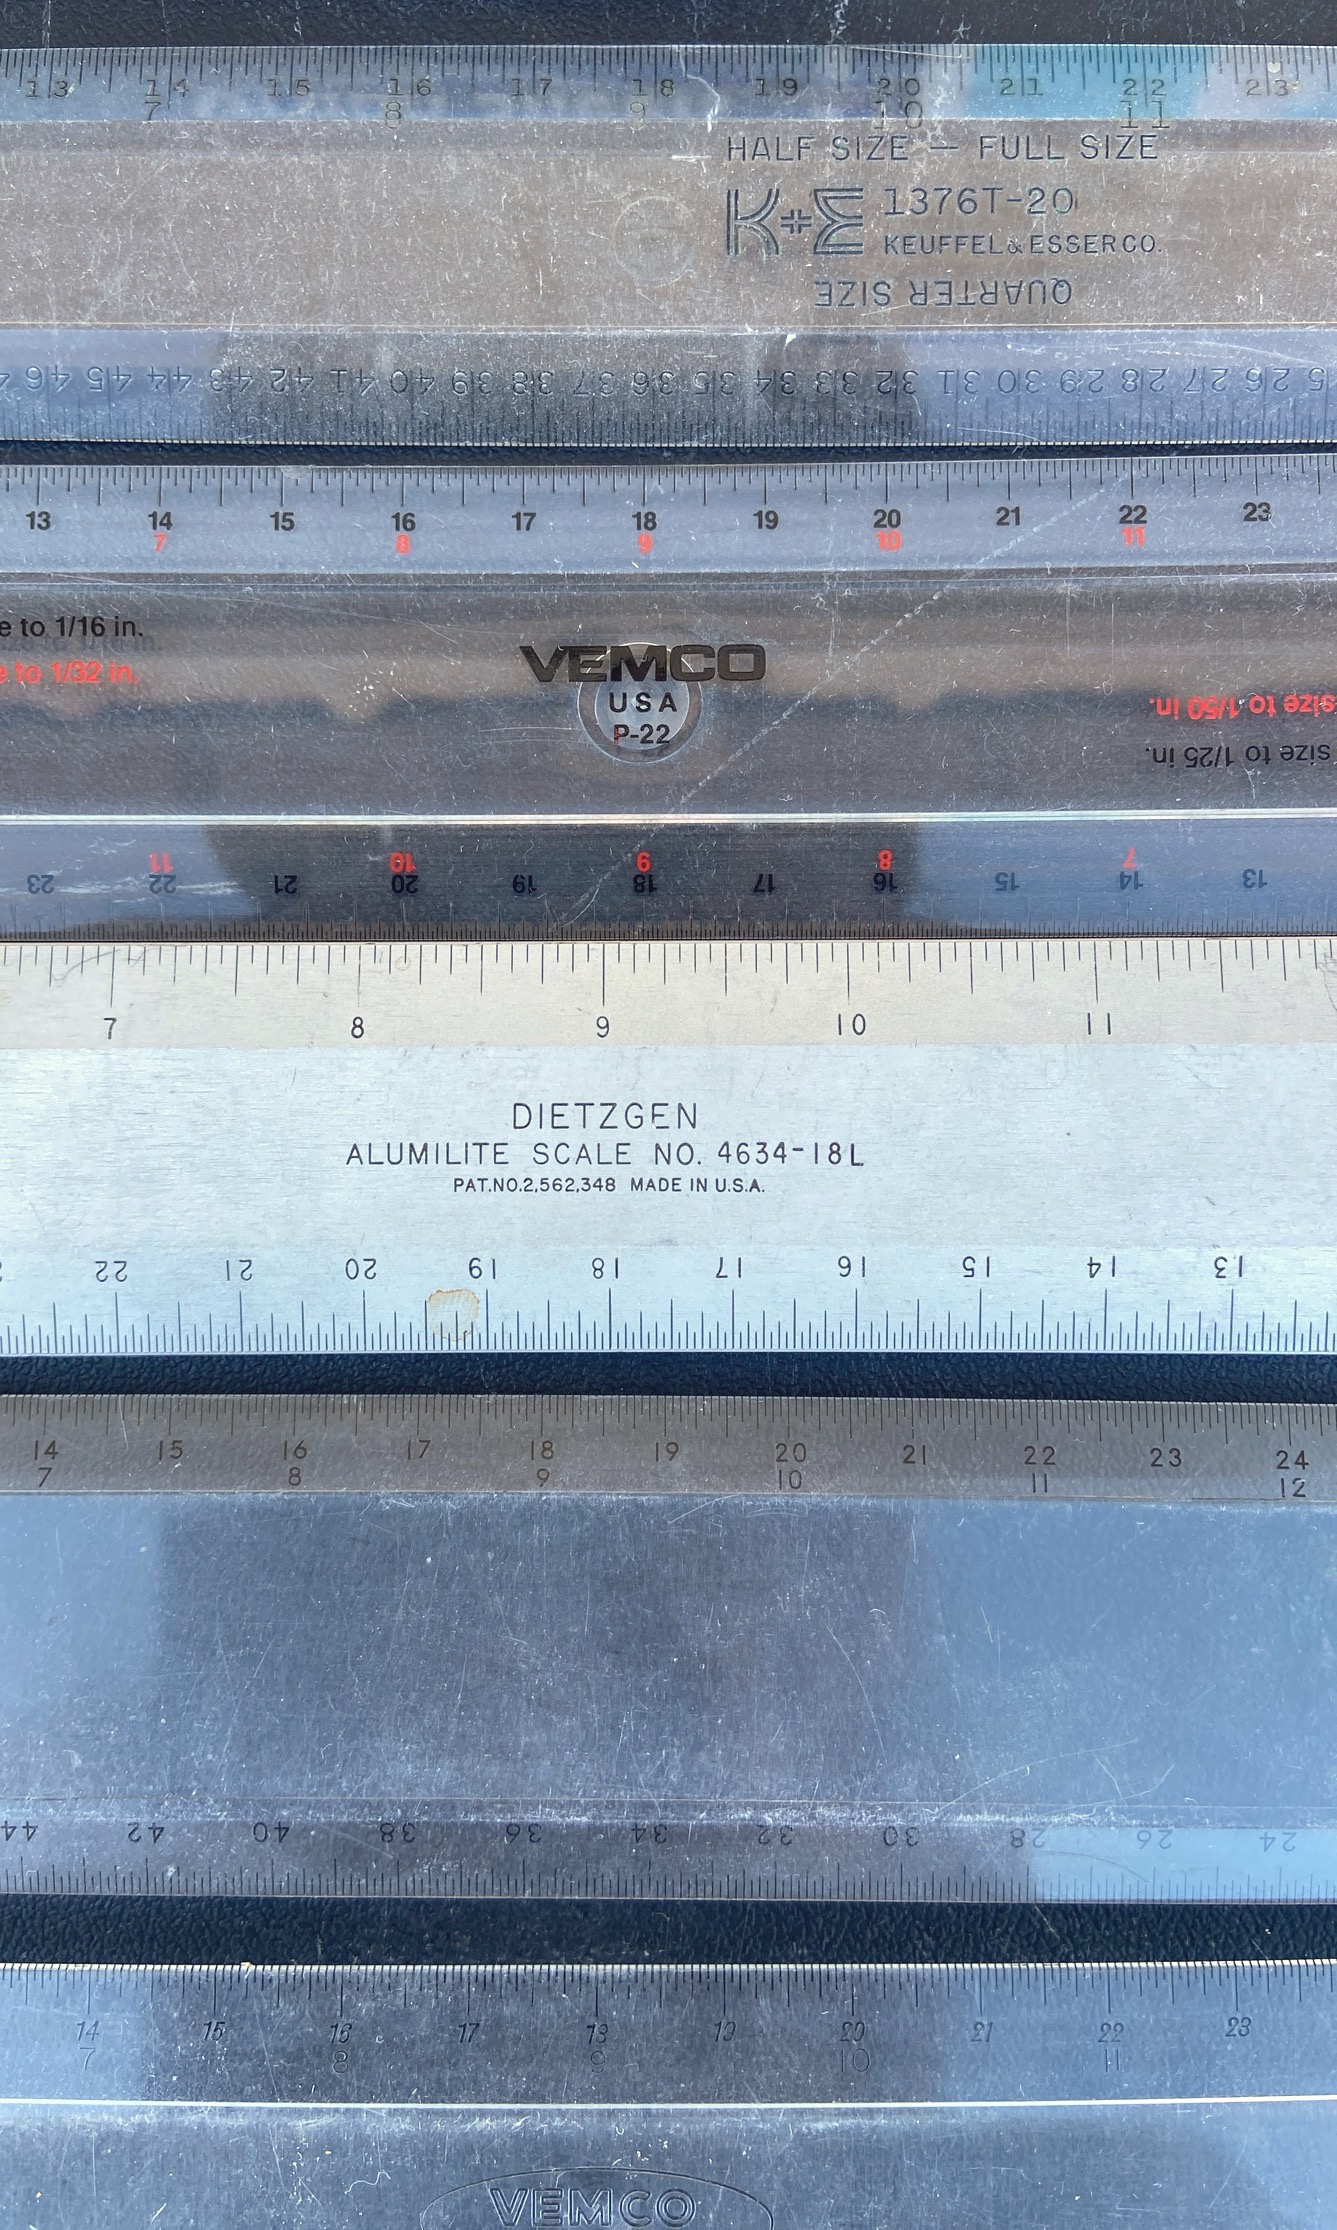 13 14 15 16 17 18 19 20 21 22 23
7 8 9 10 11
HALF SIZE — FULL SIZE
K+E 1376T-20
KEUFFEL & ESSER CO.
QUARTER SIZE
46 45 44 43 42 41 40 39 38 37 36 35 34 33 32 31 30 29 28 27 26
13 14 15 16 17 18 19 20 21 22 23
7 8 9 10 11
e to 1/16 in.
VEMCO
e to 1/32 in.
USA
size to 1/50 in.
P-22
size to 1/25 in.
11 10 9 8 7
23 22 21 20 19 18 17 16 15 14 13
7 8 9 10 11
DIETZGEN
ALUMILITE SCALE NO. 4634-18L
PAT.NO.2,562,348 MADE IN U.S.A.
22 21 20 19 18 17 16 15 14 13
14 15 16 17 18 19 20 21 22 23 24
7 8 9 10 11 12
44 42 40 38 36 34 32 30 28 26 24
14 15 16 17 18 19 20 21 22 23
7 8 9 10 11
VEMCO